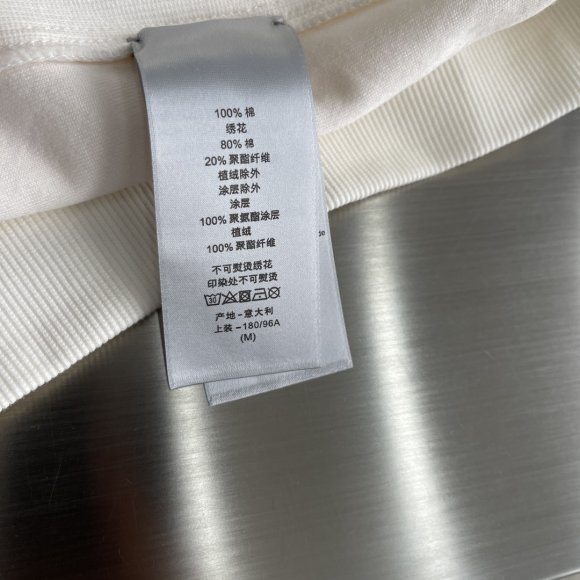 100% 棉
绣花
80% 棉
20% 聚酯纤维
植绒除外
涂层除外
涂层
100% 聚氨酯涂层
植绒
100% 聚酯纤维
不可熨烫绣花
印染处不可熨烫
30
产地 – 意大利
上装 – 180/96A
(M)